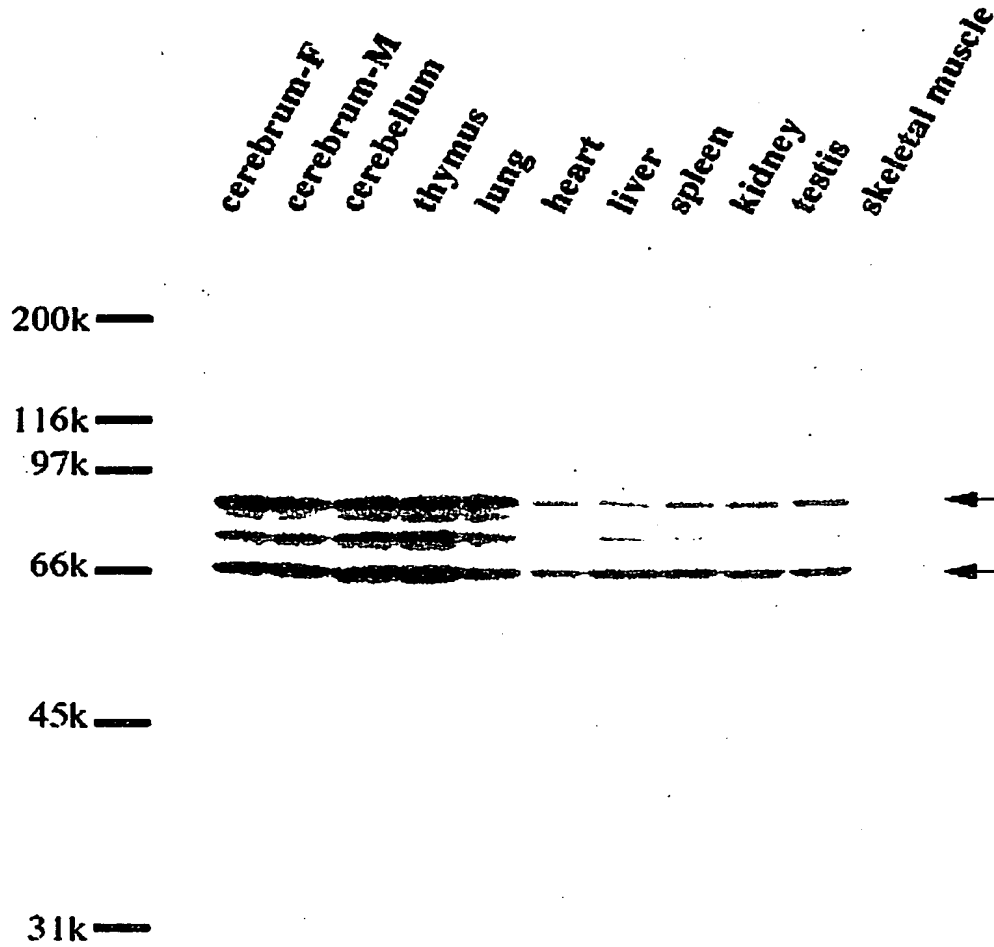 cerebrum-F
cerebrum-M
cerebellum
thymus
lung
heart
liver
spleen
kidney
testis
skeletal muscle
200k
116k
97k
66k
45k
31k